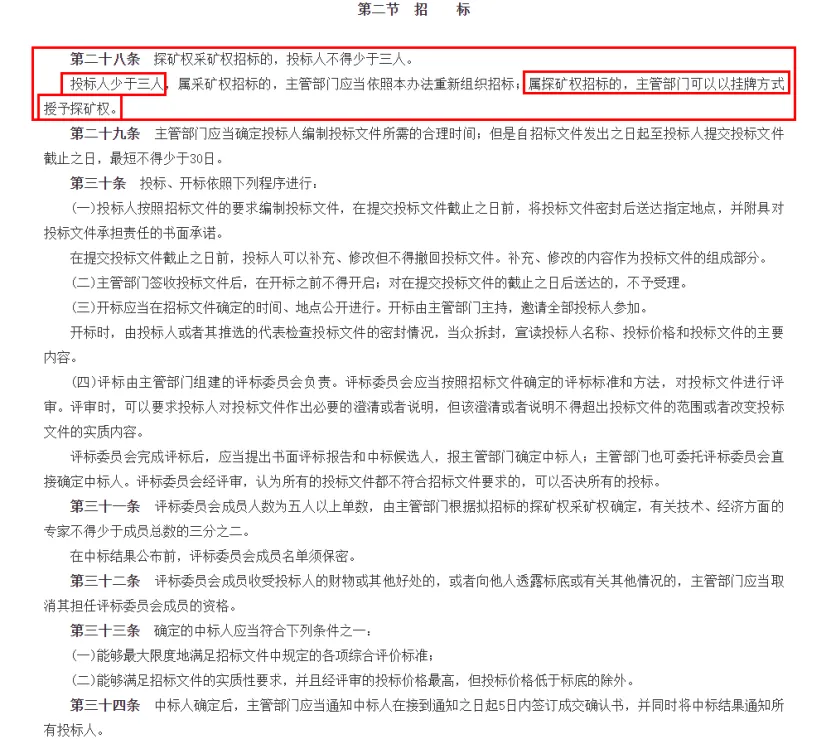 第二节 招 标
第二十八条 探矿权采矿权招标的，投标人不得少于三人。
投标人少于三人，属采矿权招标的，主管部门应当依照本办法重新组织招标；属探矿权招标的，主管部门可以以挂牌方式
授予探矿权。
第二十九条 主管部门应当确定投标人编制投标文件所需的合理时间；但是自招标文件发出之日起至投标人提交投标文件
截止之日，最短不得少于30日。
第三十条 投标、开标依照下列程序进行：
(一)投标人按照招标文件的要求编制投标文件，在提交投标文件截止之日前，将投标文件密封后送达指定地点，并附具对
投标文件承担责任的书面承诺。
在提交投标文件截止之日前，投标人可以补充、修改但不得撤回投标文件。补充、修改的内容作为投标文件的组成部分。
(二)主管部门签收投标文件后，在开标之前不得开启；对在提交投标文件的截止之日后送达的，不予受理。
(三)开标应当在招标文件确定的时间、地点公开进行。开标由主管部门主持，邀请全部投标人参加。
开标时，由投标人或者其推选的代表检查投标文件的密封情况，当众拆封，宣读投标人名称、投标价格和投标文件的主要
内容。
(四)评标由主管部门组建的评标委员会负责。评标委员会应当按照招标文件确定的评标标准和方法，对投标文件进行评
审。评审时，可以要求投标人对投标文件作出必要的澄清或者说明，但该澄清或者说明不得超出投标文件的范围或者改变投标
文件的实质内容。
评标委员会完成评标后，应当提出书面评标报告和中标候选人，报主管部门确定中标人；主管部门也可委托评标委员会直
接确定中标人。评标委员会经评审，认为所有的投标文件都不符合招标文件要求的，可以否决所有的投标。
第三十一条 评标委员会成员人数为五人以上单数，由主管部门根据拟招标的探矿权采矿权确定，有关技术、经济方面的
专家不得少于成员总数的三分之二。
在中标结果公布前，评标委员会成员名单须保密。
第三十二条 评标委员会成员收受投标人的财物或其他好处的，或者向他人透露标底或有关其他情况的，主管部门应当取
消其担任评标委员会成员的资格。
第三十三条 确定的中标人应当符合下列条件之一：
(一)能够最大限度地满足招标文件中规定的各项综合评价标准；
(二)能够满足招标文件的实质性要求，并且经评审的投标价格最高，但投标价格低于标底的除外。
第三十四条 中标人确定后，主管部门应当通知中标人在接到通知之日起5日内签订成交确认书，并同时将中标结果通知所
有投标人。